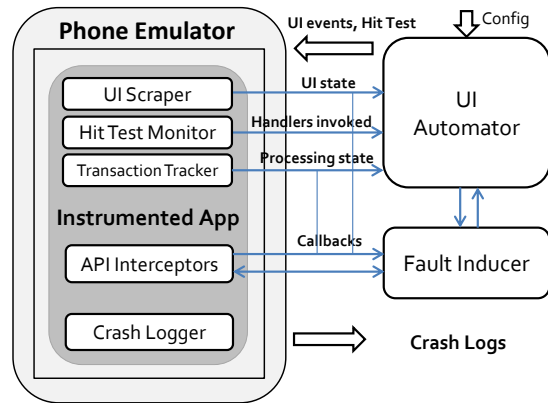 Phone Emulator
UI events, Hit Test
Config
UI Scraper
UI state
UI
Automator
Hit Test Monitor
Handlers invoked
Transaction Tracker
Processing state
Instrumented App
Callbacks
API Interceptors
Fault Inducer
Crash Logger
Crash Logs